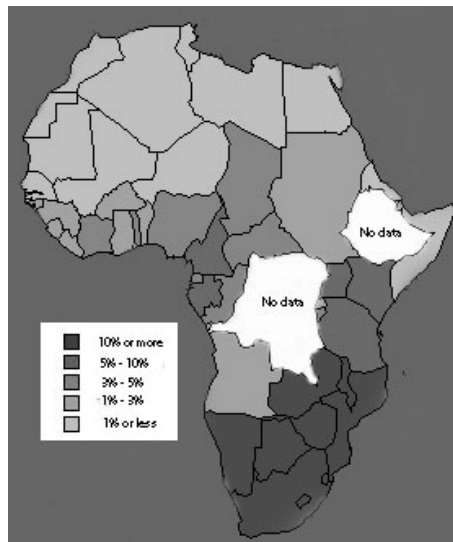 No data
No data
10% or more
5% - 10%
3% - 5%
1% - 3%
1% or less